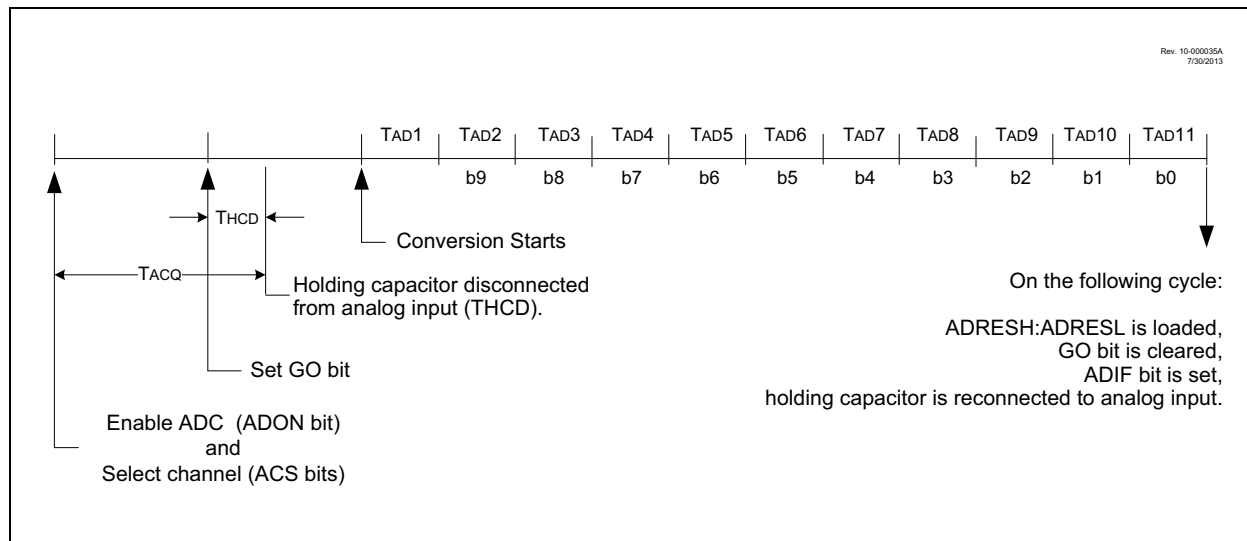 Rev. 10-000035A
7/30/2013
TAD1 TAD2 TAD3 TAD4 TAD5 TAD6 TAD7 TAD8 TAD9 TAD10 TAD11
b9 b8 b7 b6 b5 b4 b3 b2 b1 b0
THCD
Conversion Starts
TACQ
Holding capacitor disconnected
from analog input (THCD).
Set GO bit
Enable ADC (ADON bit)
and
Select channel (ACS bits)
On the following cycle:
ADRESH:ADRESL is loaded,
GO bit is cleared,
ADIF bit is set,
holding capacitor is reconnected to analog input.